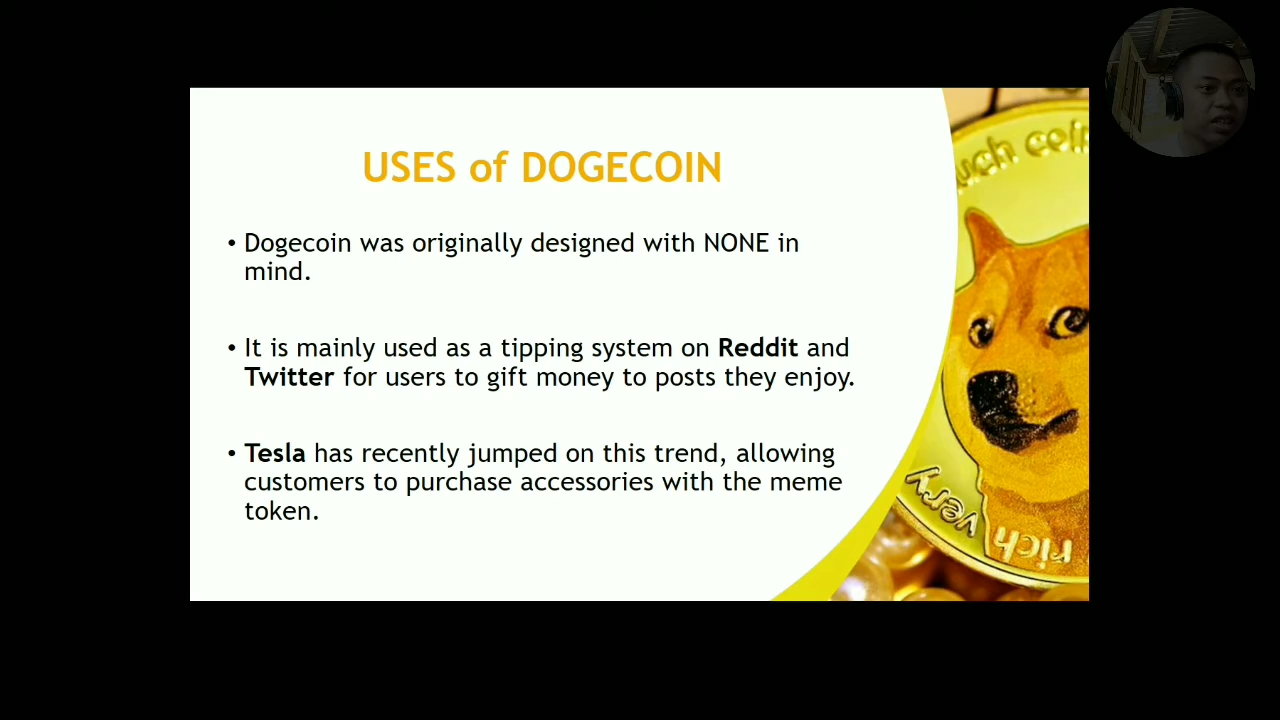 USES of DOGECOIN
• Dogecoin was originally designed with NONE in
mind.
• It is mainly used as a tipping system on Reddit and
Twitter for users to gift money to posts they enjoy.
• Tesla has recently jumped on this trend, allowing
customers to purchase accessories with the meme
token.
very
rich